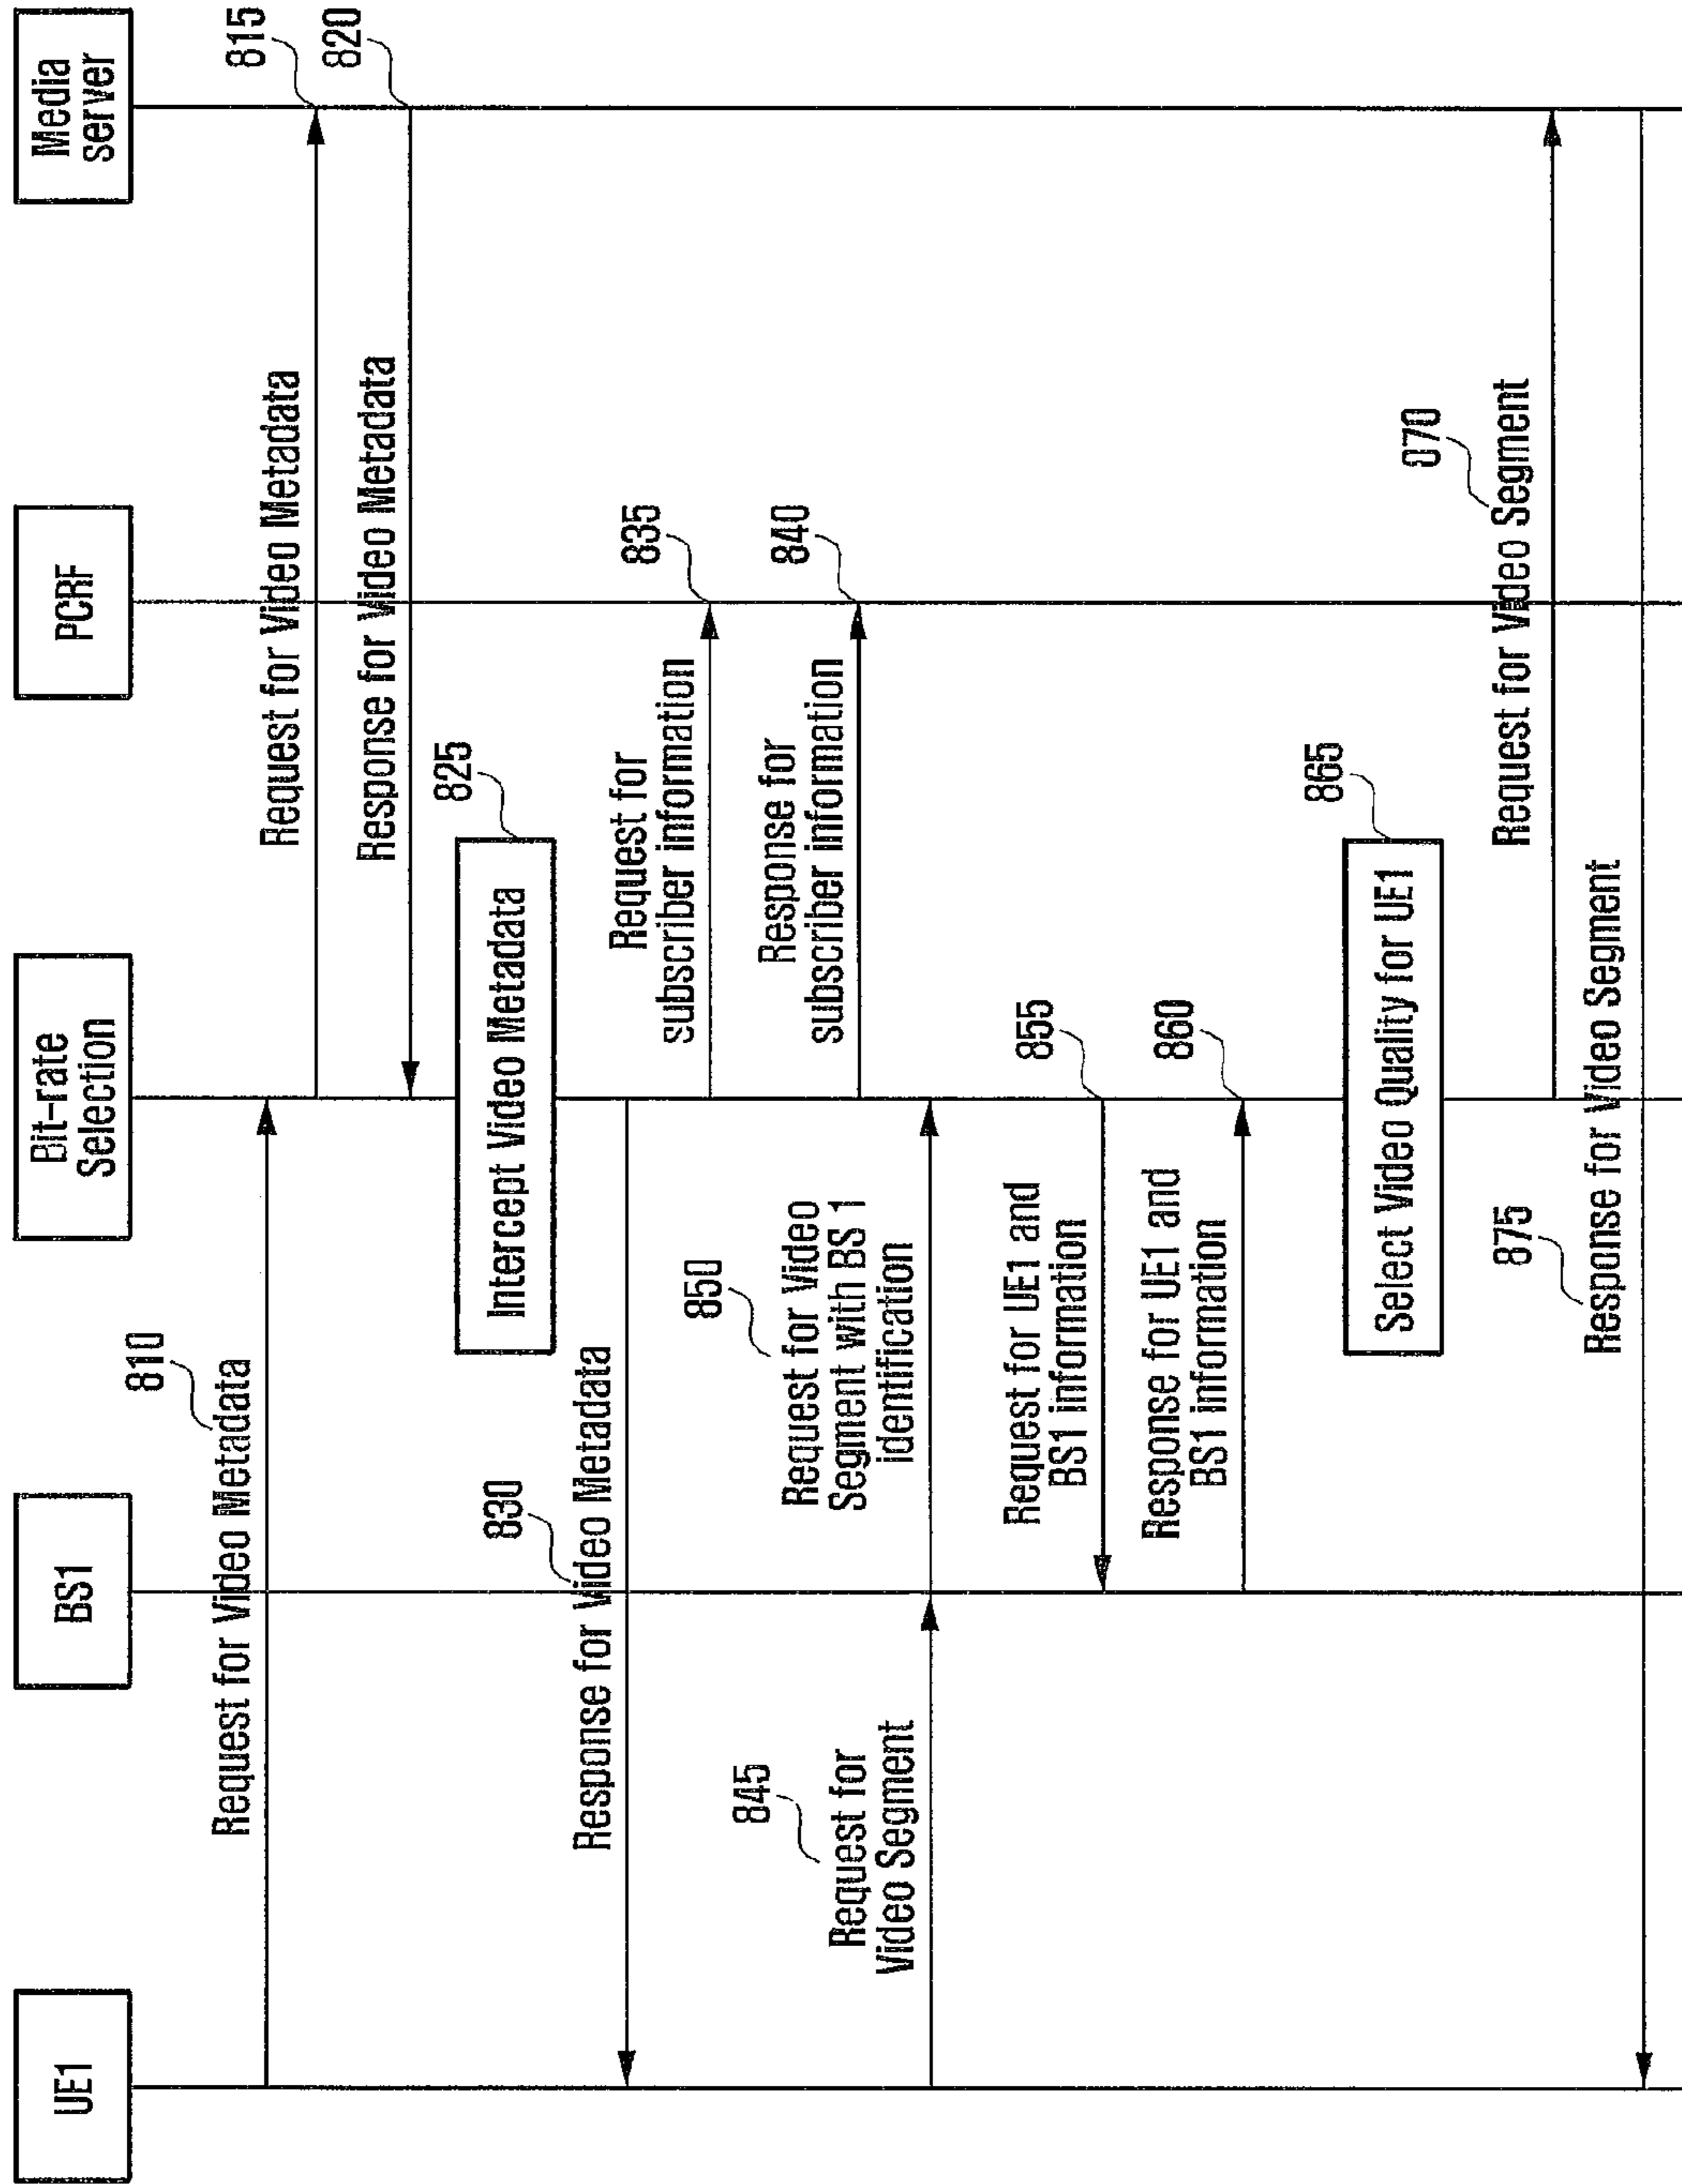 UE1
BS1
Bit-rate
Selection
PCRF
Media
server
810
Request for Video Metadata
815
Request for Video Metadata
820
Response for Video Metadata
825
Intercept Video Metadata
830
Response for Video Metadata
835
Request for
subscriber information
840
Response for
subscriber information
845
Request for
Video Segment
850
Request for Video
Segment with BS 1
identification
855
Request for UE1 and
BS1 information
860
Response for UE1 and
BS1 information
865
Select Video Quality for UE1
070
Request for Video Segment
875
Response for Video Segment